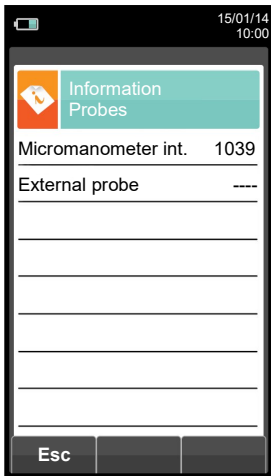 15/01/14
10:00
Information
Probes
Micromanometer int. 1039
External probe ----
Esc